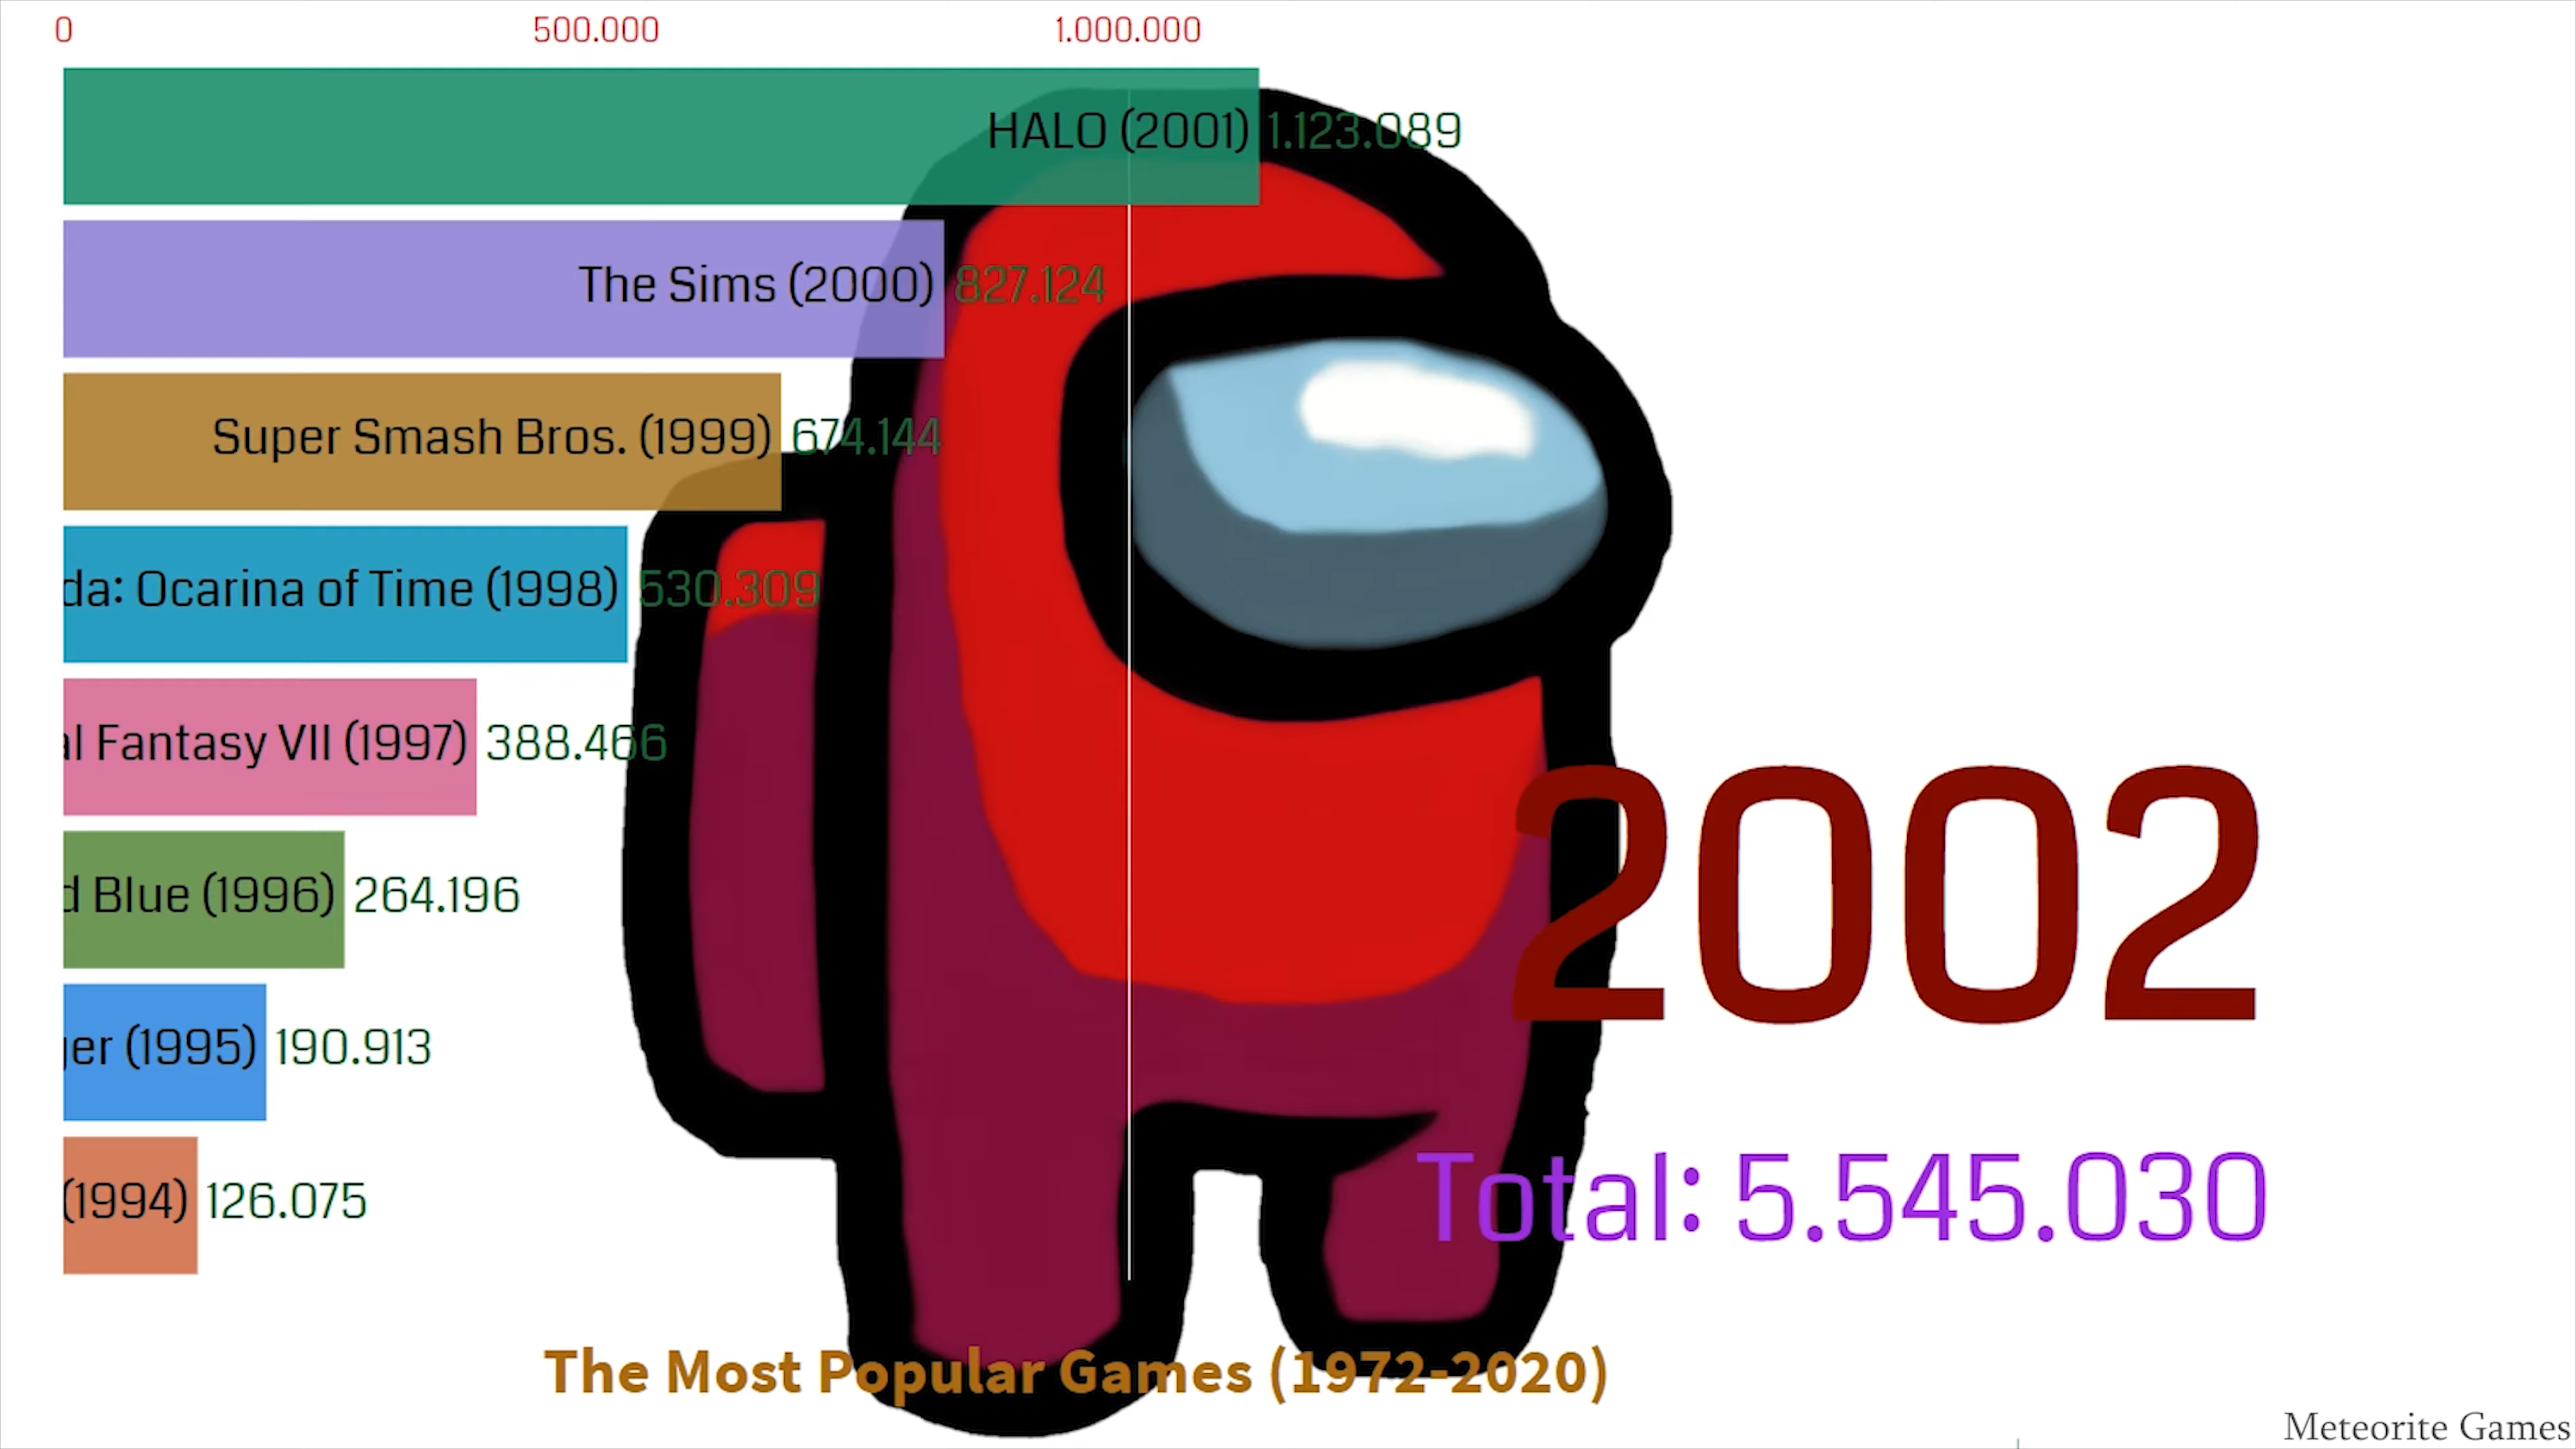 0 500.000 1.000.000
HALO (2001) 1.123.089
The Sims (2000) 827.124
Super Smash Bros. (1999) 674.144
da: Ocarina of Time (1998) 530.309
al Fantasy VII (1997) 388.466
d Blue (1996) 264.196
ger (1995) 190.913
(1994) 126.075
2002
Total: 5.545.030
The Most Popular Games (1972-2020)
Meteorite Games